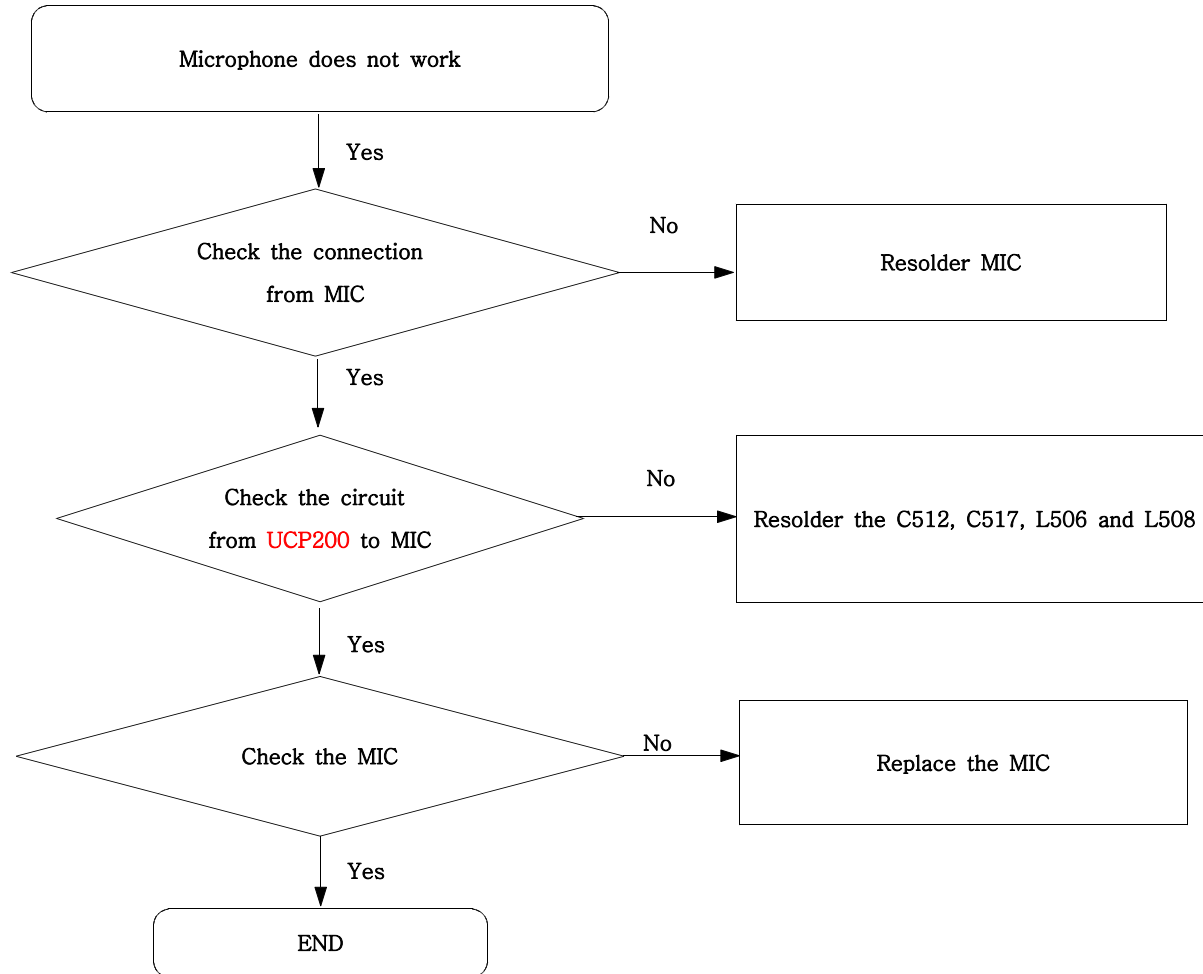 Microphone does not work
Yes
Check the connection
from MIC
No
Resolder MIC
Yes
Check the circuit
from UCP200 to MIC
No
Resolder the C512, C517, L506 and L508
Yes
Check the MIC
No
Replace the MIC
Yes
END